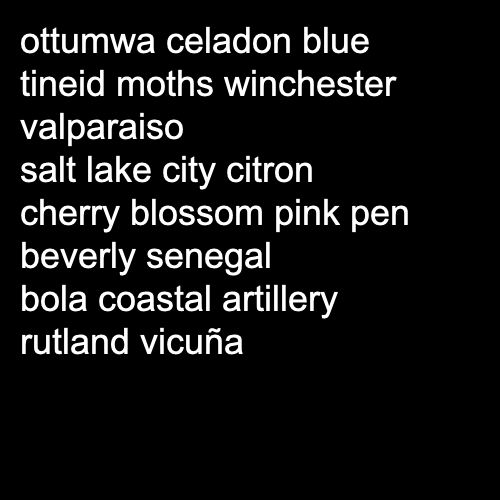 ottumwa celadon blue
tineid moths winchester
valparaiso
salt lake city citron
cherry blossom pink pen
beverly senegal
bola coastal artillery
rutland vicuña